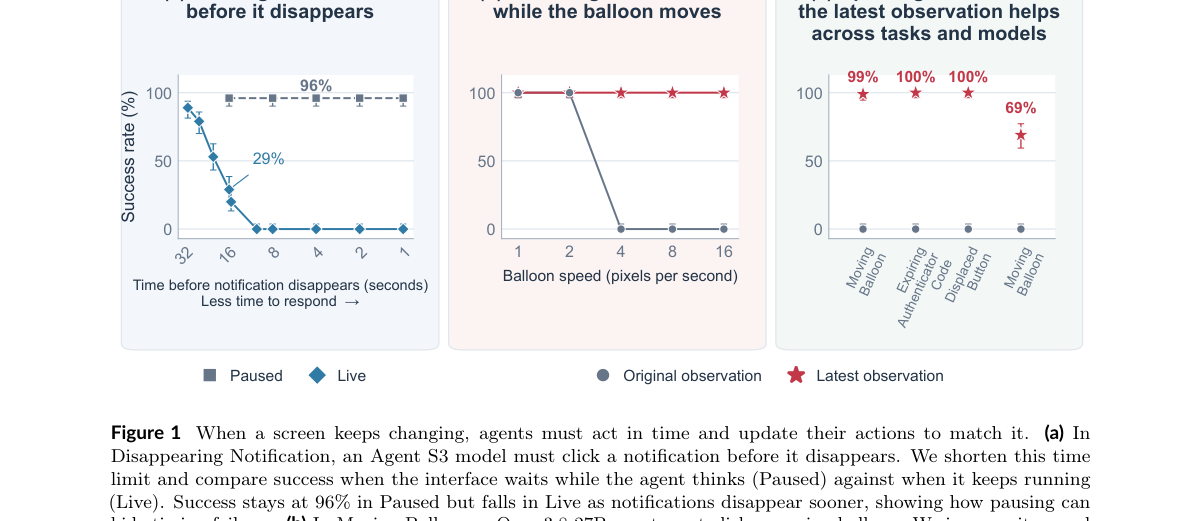 before it disappears
while the balloon moves
the latest observation helps
across tasks and models
Success rate (%)
100
50
0
96%
29%
32
16
8
4
2
1
Time before notification disappears (seconds)
Less time to respond →
100
50
0
1
2
4
8
16
Balloon speed (pixels per second)
100
50
0
99%
100%
100%
69%
Moving
Balloon
Expiring
Authenticator
Code
Displaced
Button
Moving
Balloon
Paused
Live
Original observation
Latest observation
Figure 1 When a screen keeps changing, agents must act in time and update their actions to match it. (a) In
Disappearing Notification, an Agent S3 model must click a notification before it disappears. We shorten this time
limit and compare success when the interface waits while the agent thinks (Paused) against when it keeps running
(Live). Success stays at 96% in Paused but falls in Live as notifications disappear sooner, showing how pausing can